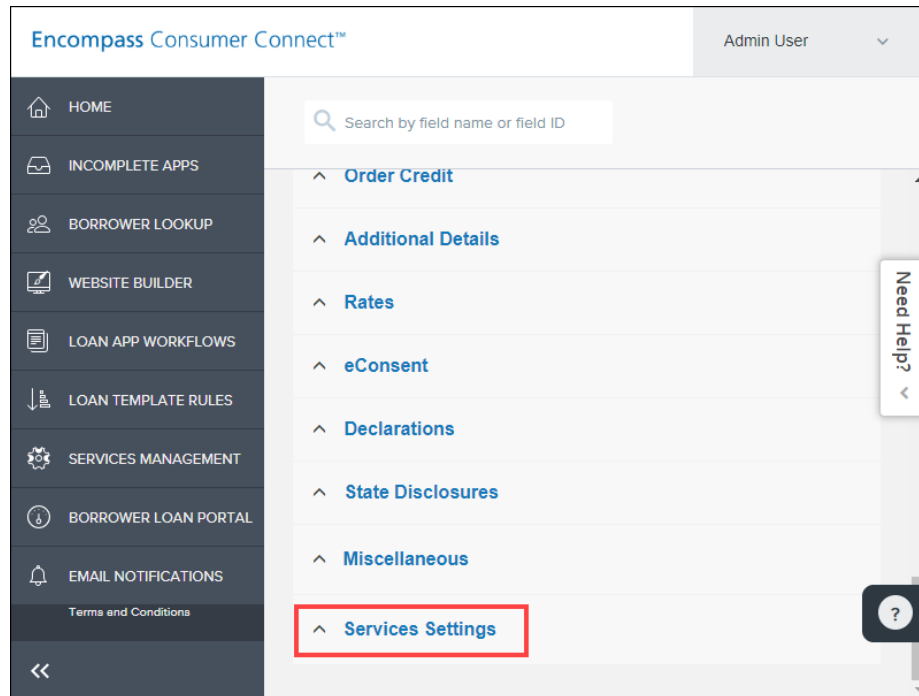 Encompass Consumer Connect™
Admin User
HOME
INCOMPLETE APPS
BORROWER LOOKUP
WEBSITE BUILDER
LOAN APP WORKFLOWS
LOAN TEMPLATE RULES
SERVICES MANAGEMENT
BORROWER LOAN PORTAL
EMAIL NOTIFICATIONS
Terms and Conditions
Search by field name or field ID
Order Credit
Additional Details
Rates
eConsent
Declarations
State Disclosures
Miscellaneous
Services Settings
Need Help?
?